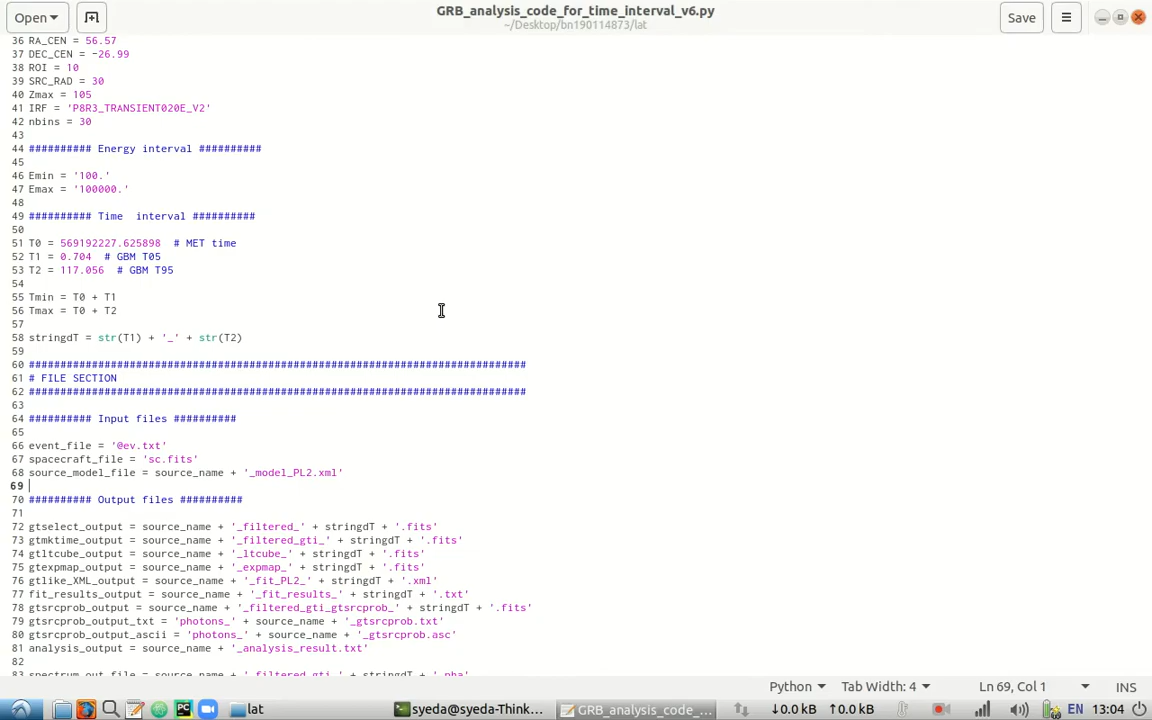 Open
GRB_analysis_code_for_time_interval_v6.py
~/Desktop/bn190114873/lat
Save
36 RA_CEN = 56.57
37 DEC_CEN = -26.99
38 ROI = 10
39 SRC_RAD = 30
40 Zmax = 105
41 IRF = 'P8R3_TRANSIENT020E_V2'
42 nbins = 30
43
44 ########## Energy interval ##########
45
46 Emin = '100.'
47 Emax = '100000.'
48
49 ########## Time  interval ##########
50
51 T0 = 569192227.625898  # MET time
52 T1 = 0.704  # GBM T05
53 T2 = 117.056  # GBM T95
54
55 Tmin = T0 + T1
56 Tmax = T0 + T2
57
58 stringdT = str(T1) + '_' + str(T2)
59
60 ###############################################################################
61 # FILE SECTION
62 ###############################################################################
63
64 ########## Input files ##########
65
66 event_file = '@ev.txt'
67 spacecraft_file = 'sc.fits'
68 source_model_file = source_name + '_model_PL2.xml'
69
70 ########## Output files ##########
71
72 gtselect_output = source_name + '_filtered_' + stringdT + '.fits'
73 gtmktime_output = source_name + '_filtered_gti_' + stringdT + '.fits'
74 gtltcube_output = source_name + '_ltcube_' + stringdT + '.fits'
75 gtexpmap_output = source_name + '_expmap_' + stringdT + '.fits'
76 gtlike_XML_output = source_name + '_fit_PL2_' + stringdT + '.xml'
77 fit_results_output = source_name + '_fit_results_' + stringdT + '.txt'
78 gtsrcprob_output = source_name + '_filtered_gti_gtsrcprob_' + stringdT + '.fits'
79 gtsrcprob_output_txt = 'photons_' + source_name + '_gtsrcprob.txt'
80 gtsrcprob_output_ascii = 'photons_' + source_name + '_gtsrcprob.asc'
81 analysis_output = source_name + '_analysis_result.txt'
82
83 spectrum_out_file = source_name + '_filtered_gti_' + stringdT + '.pha'
Python Tab Width: 4 Ln 69, Col 1 INS
lat syeda@syeda-Think... GRB_analysis_code_... 0.0 kB 0.0 kB EN 13:04